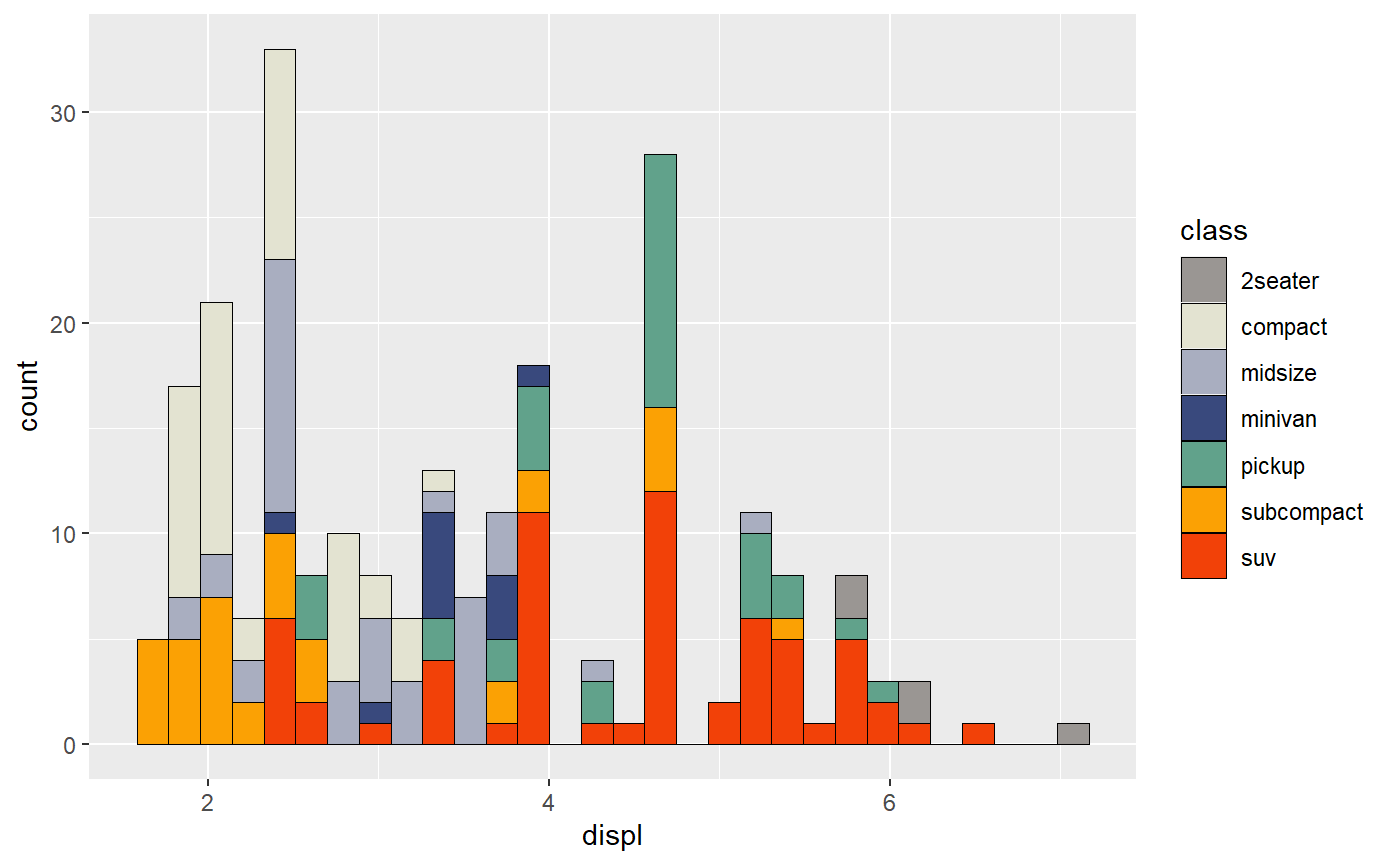 30
20
10
0
count
2 4 6
displ
class
2seater
compact
midsize
minivan
pickup
subcompact
suv